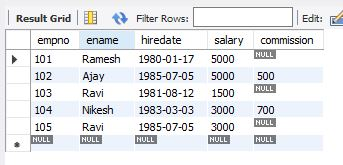 Result Grid Filter Rows: Edit:
empno ename hiredate salary commission
101 Ramesh 1980-01-17 5000 NULL
102 Ajay 1985-07-05 5000 500
103 Ravi 1981-08-12 1500 NULL
104 Nikesh 1983-03-03 3000 700
105 Ravi 1985-07-05 3000 NULL
NULL NULL NULL NULL NULL